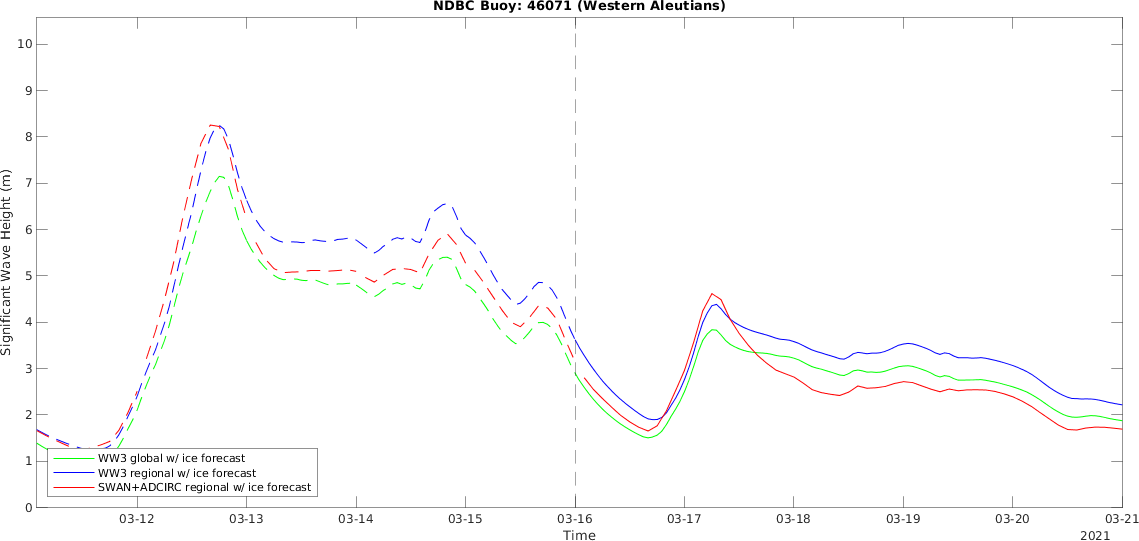 NDBC Buoy: 46071 (Western Aleutians)
Significant Wave Height (m)
10
9
8
7
6
5
4
3
2
1
0
WW3 global w/ ice forecast
WW3 regional w/ ice forecast
SWAN+ADCIRC regional w/ ice forecast
03-12 03-13 03-14 03-15 03-16 03-17 03-18 03-19 03-20 03-21
Time
2021